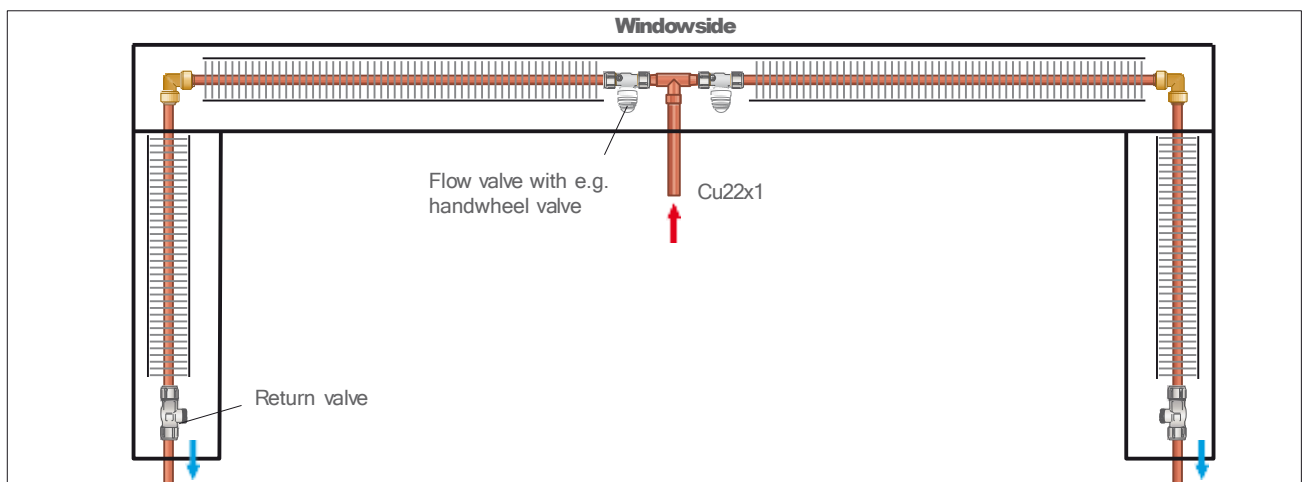 Windowside
Flow valve with e.g.
handwheel valve
Cu22x1
Return valve